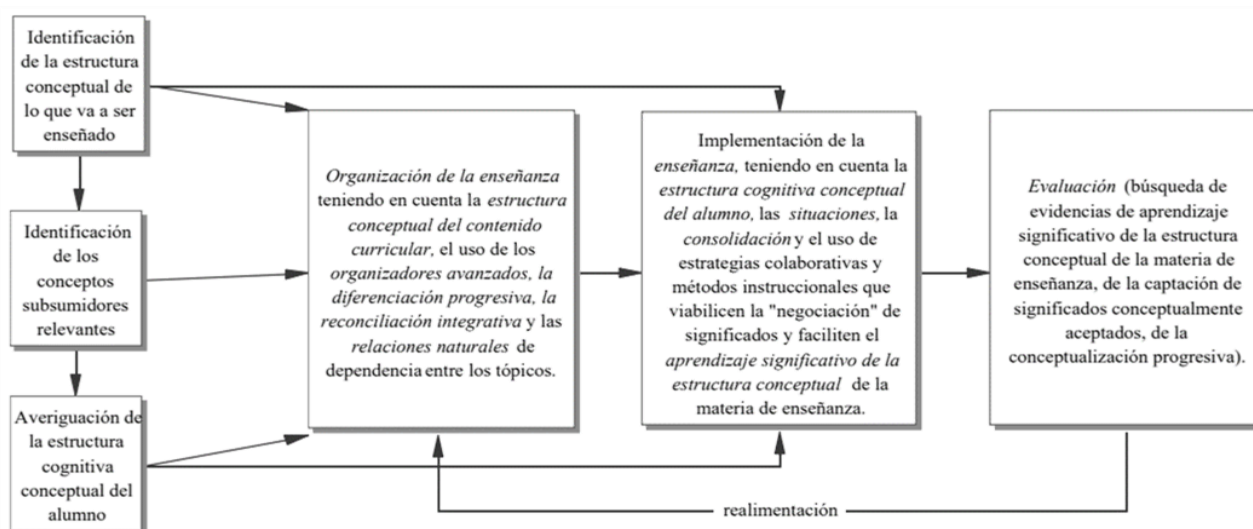 Identificación
de la estructura
conceptual de
lo que va a ser
enseñado
Identificación
de los
conceptos
subsumidores
relevantes
Averiguación de
la estructura
cognitiva
conceptual del
alumno
Organización de la enseñanza
teniendo en cuenta la estructura
conceptual del contenido
curricular, el uso de los
organizadores avanzados, la
diferenciación progresiva, la
reconciliación integrativa y las
relaciones naturales de
dependencia entre los tópicos.
Implementación de la
enseñanza, teniendo en cuenta la
estructura cognitiva conceptual
del alumno, las situaciones, la
consolidación y el uso de
estrategias colaborativas y
métodos instruccionales que
viabilicen la "negociación" de
significados y faciliten el
aprendizaje significativo de la
estructura conceptual de la
materia de enseñanza.
Evaluación (búsqueda de
evidencias de aprendizaje
significativo de la estructura
conceptual de la materia de
enseñanza, de la captación de
significados conceptualmente
aceptados, de la
conceptualización progresiva).
realimentación